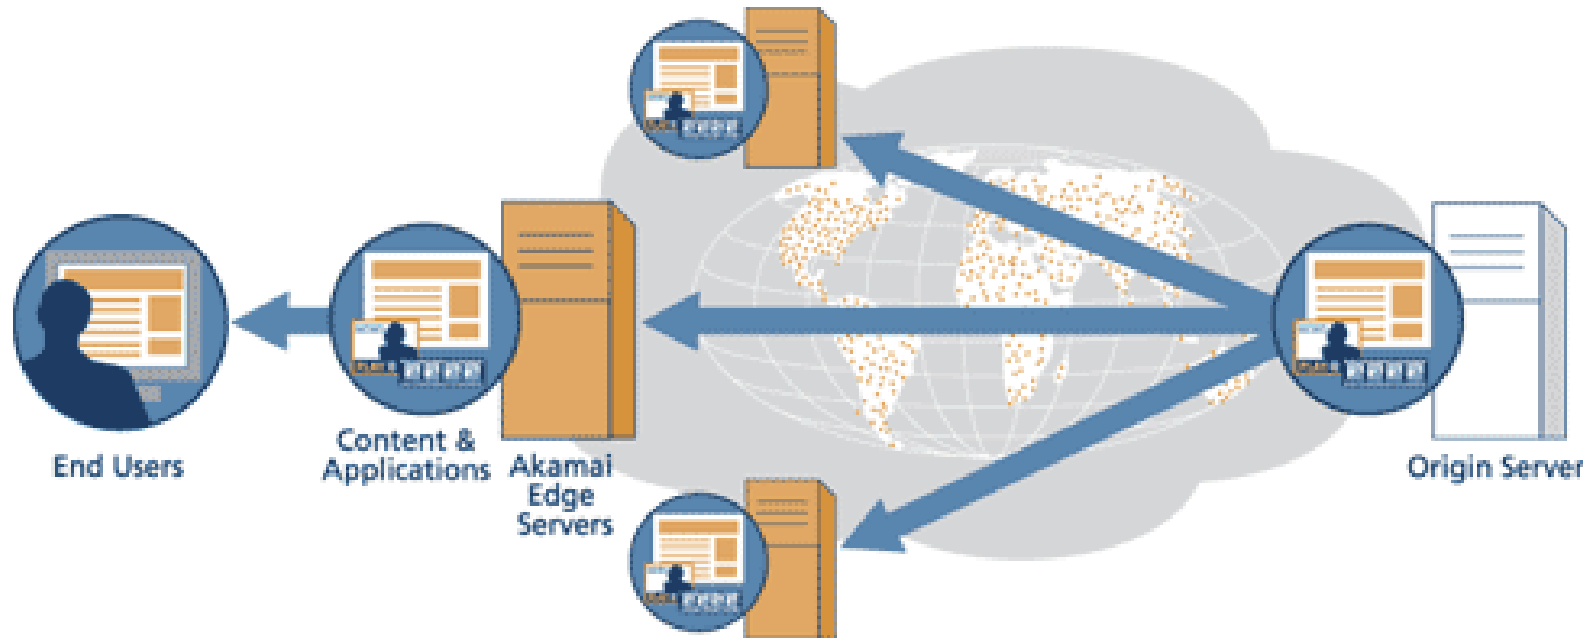 End Users
Content &
Applications
Akamai
Edge
Servers
Origin Server